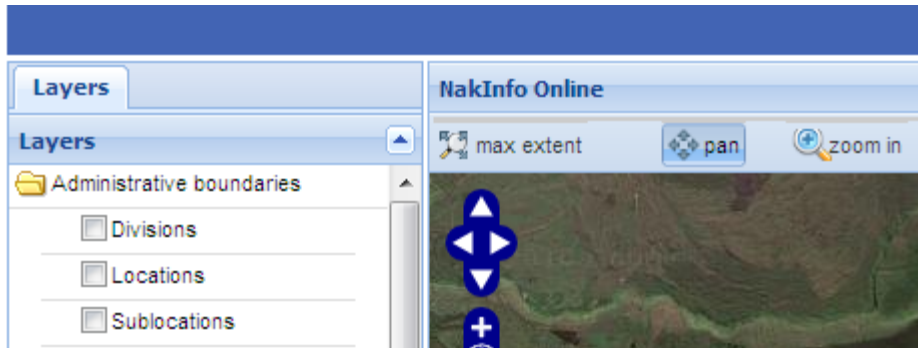 Layers
Layers
Administrative boundaries
Divisions
Locations
Sublocations
NakInfo Online
max extent pan zoom in